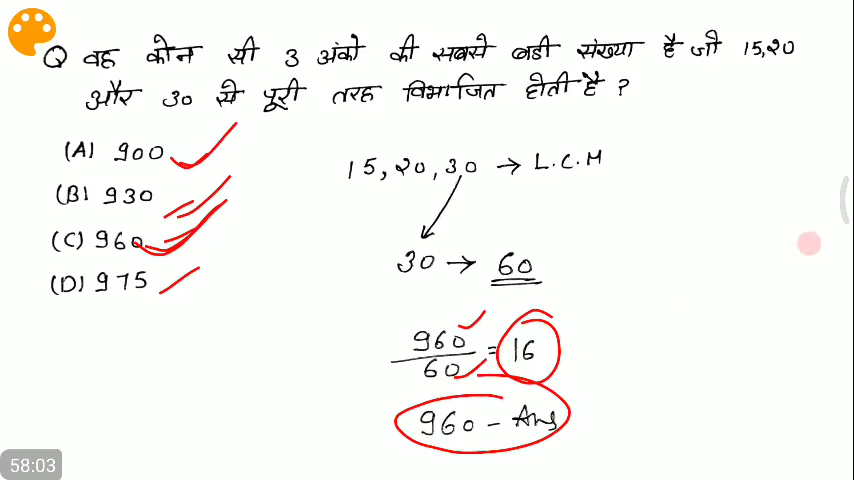 Q वह कौन सी 3 अंको की सबसे बडी संख्या है जो 15,20
और 30 से पूरी तरह विभाजित होती है ?
(A) 900
(B) 930
(C) 960
(D) 975
15, 20, 30 → L.C.M
30 → 60
960
60
= 16
960 - Ans
58:03